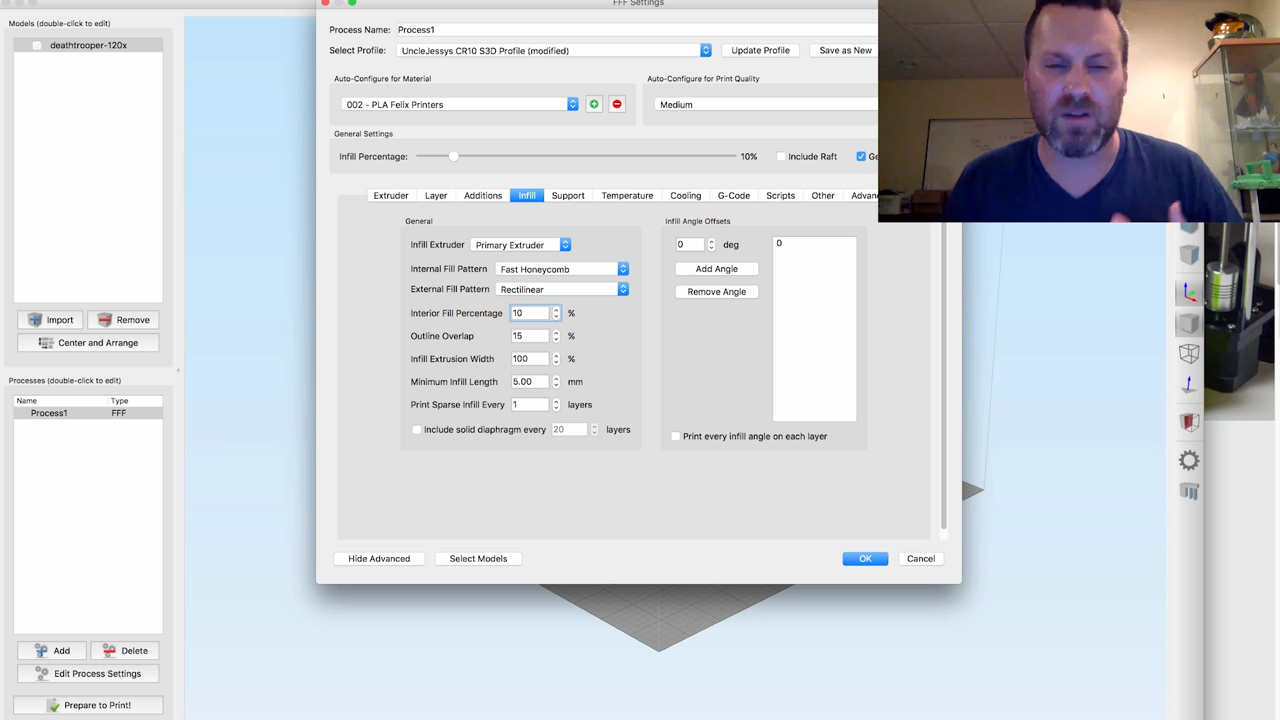 FFF Settings
Models (double-click to edit)
deathtrooper-120x
Import
Remove
Center and Arrange
Processes (double-click to edit)
Name Type
Process1 FFF
Add
Delete
Edit Process Settings
Prepare to Print!
Process Name: Process1
Select Profile: UncleJessys CR10 S3D Profile (modified) Update Profile Save as New
Auto-Configure for Material
002 - PLA Felix Printers
Auto-Configure for Print Quality
Medium
General Settings
Infill Percentage: 10% Include Raft Ge
Extruder Layer Additions Infill Support Temperature Cooling G-Code Scripts Other Advan
General
Infill Extruder Primary Extruder
Internal Fill Pattern Fast Honeycomb
External Fill Pattern Rectilinear
Interior Fill Percentage 10 %
Outline Overlap 15 %
Infill Extrusion Width 100 %
Minimum Infill Length 5.00 mm
Print Sparse Infill Every 1 layers
Include solid diaphragm every 20 layers
Infill Angle Offsets
0 deg
Add Angle
Remove Angle
0
Print every infill angle on each layer
Hide Advanced
Select Models
OK
Cancel